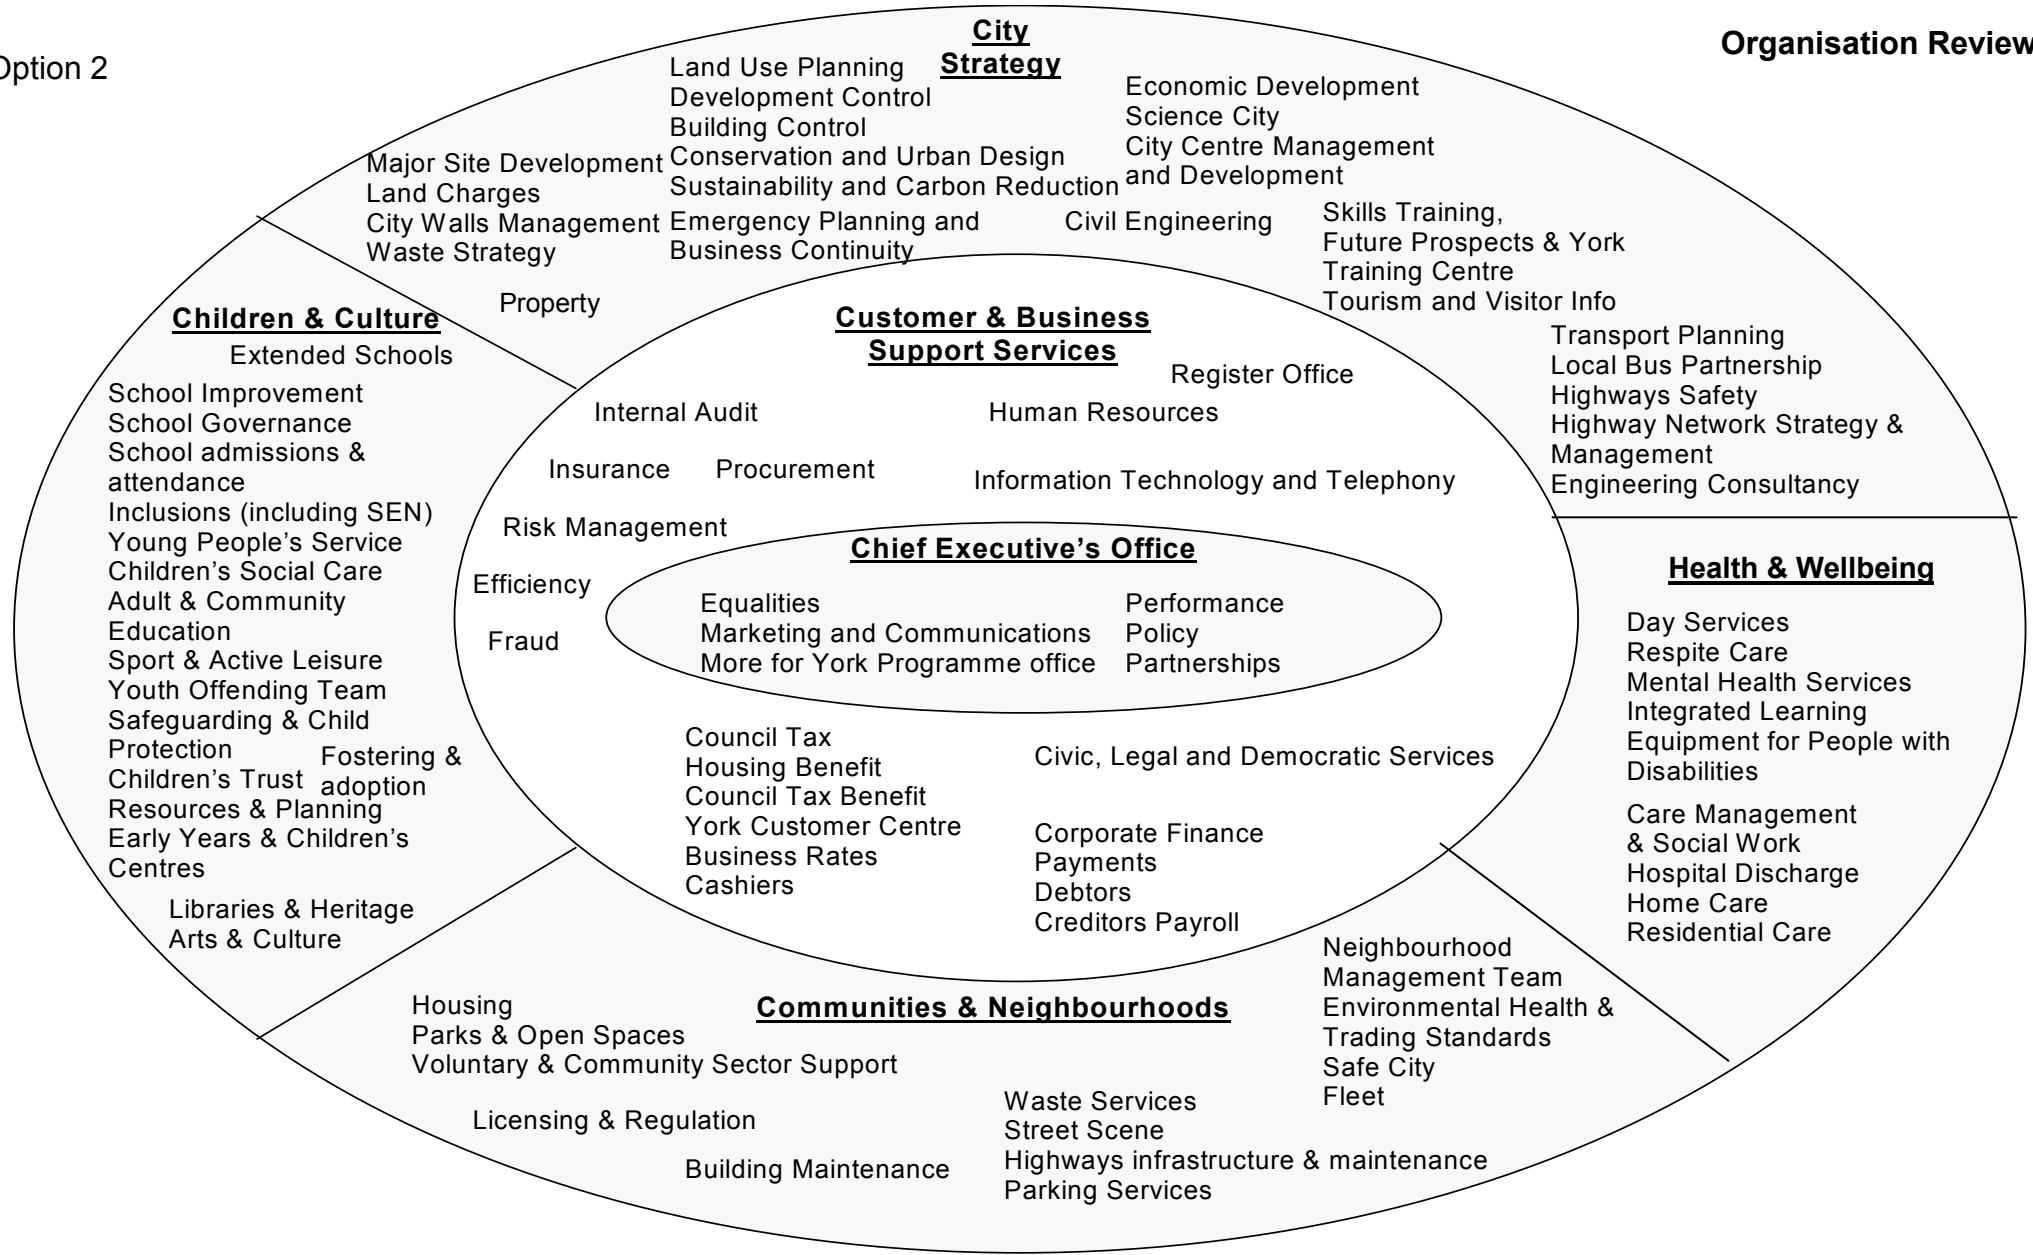 Option 2
Organisation Review
City
Strategy
Land Use Planning
Development Control
Building Control
Conservation and Urban Design
Sustainability and Carbon Reduction
Emergency Planning and
Business Continuity
Major Site Development
Land Charges
City Walls Management
Waste Strategy
Property
Economic Development
Science City
City Centre Management
and Development
Civil Engineering
Skills Training,
Future Prospects & York
Training Centre
Tourism and Visitor Info
Transport Planning
Local Bus Partnership
Highways Safety
Highway Network Strategy &
Management
Engineering Consultancy
Children & Culture
Extended Schools
School Improvement
School Governance
School admissions &
attendance
Inclusions (including SEN)
Young People's Service
Children's Social Care
Adult & Community
Education
Sport & Active Leisure
Youth Offending Team
Safeguarding & Child
Protection
Children's Trust
Resources & Planning
Early Years & Children's
Centres
Fostering &
adoption
Libraries & Heritage
Arts & Culture
Customer & Business
Support Services
Register Office
Internal Audit
Human Resources
Insurance
Procurement
Information Technology and Telephony
Risk Management
Efficiency
Fraud
Chief Executive's Office
Equalities
Marketing and Communications
More for York Programme office
Performance
Policy
Partnerships
Council Tax
Housing Benefit
Council Tax Benefit
York Customer Centre
Business Rates
Cashiers
Civic, Legal and Democratic Services
Corporate Finance
Payments
Debtors
Creditors Payroll
Health & Wellbeing
Day Services
Respite Care
Mental Health Services
Integrated Learning
Equipment for People with
Disabilities
Care Management
& Social Work
Hospital Discharge
Home Care
Residential Care
Communities & Neighbourhoods
Housing
Parks & Open Spaces
Voluntary & Community Sector Support
Licensing & Regulation
Building Maintenance
Waste Services
Street Scene
Highways infrastructure & maintenance
Parking Services
Neighbourhood
Management Team
Environmental Health &
Trading Standards
Safe City
Fleet